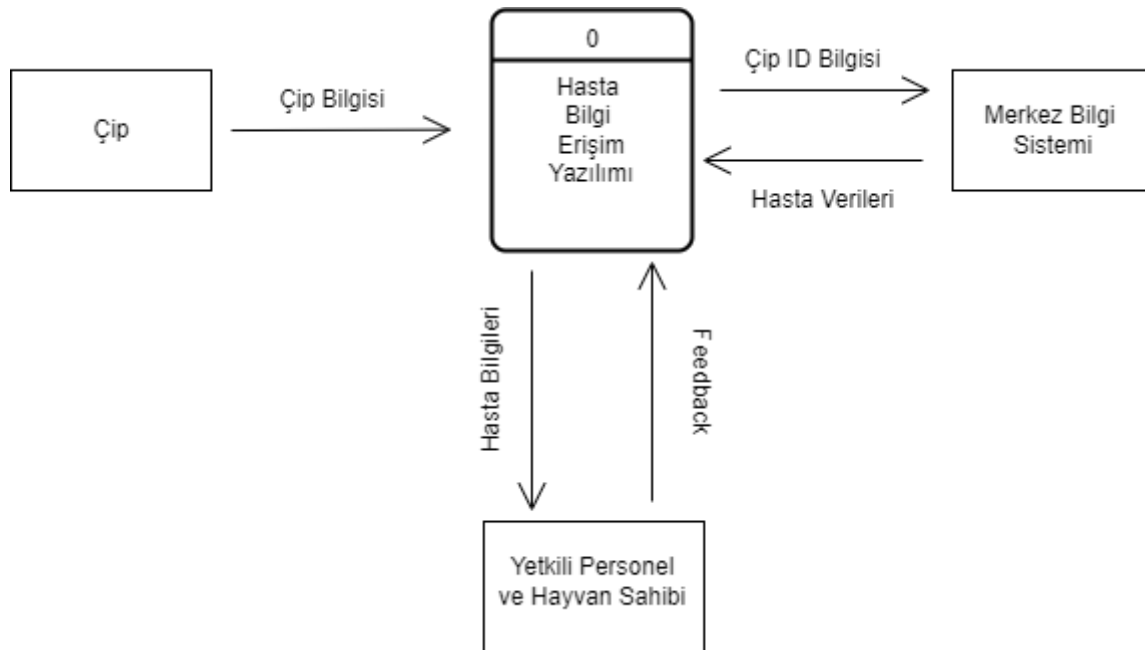 0
Hasta
Bilgi
Erişim
Yazılımı
Çip
Çip Bilgisi
Çip ID Bilgisi
Merkez Bilgi
Sistemi
Hasta Verileri
Hasta Bilgileri
Feedback
Yetkili Personel
ve Hayvan Sahibi